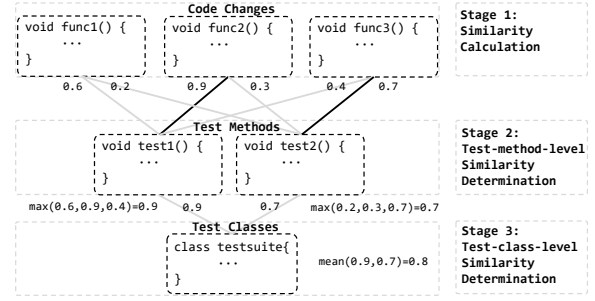 Code Changes
void func1() {
...
}
void func2() {
...
}
void func3() {
...
}
Stage 1:
Similarity
Calculation
0.6
0.2
0.9
0.3
0.4
0.7
Test Methods
void test1() {
...
}
void test2() {
...
}
Stage 2:
Test-method-level
Similarity
Determination
max(0.6,0.9,0.4)=0.9
0.9
0.7
max(0.2,0.3,0.7)=0.7
Test Classes
class testsuite{
...
}
mean(0.9,0.7)=0.8
Stage 3:
Test-class-level
Similarity
Determination